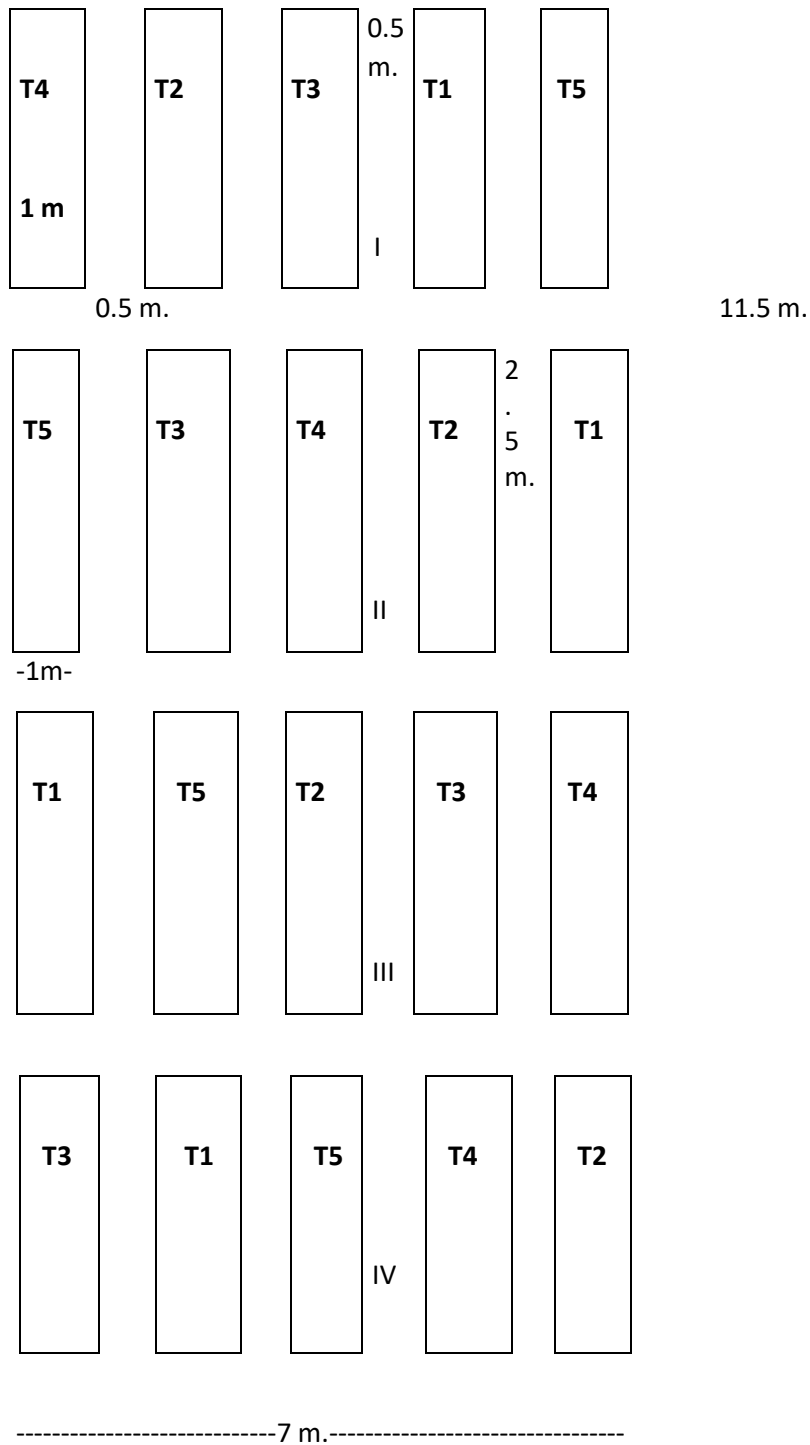 0.5
m.
T4 T2 T3 T1 T5
1 m
I
0.5 m. 11.5 m.
2
.
5
m.
T5 T3 T4 T2 T1
II
-1m-
T1 T5 T2 T3 T4
III
T3 T1 T5 T4 T2
IV
-----------------------------7 m.---------------------------------